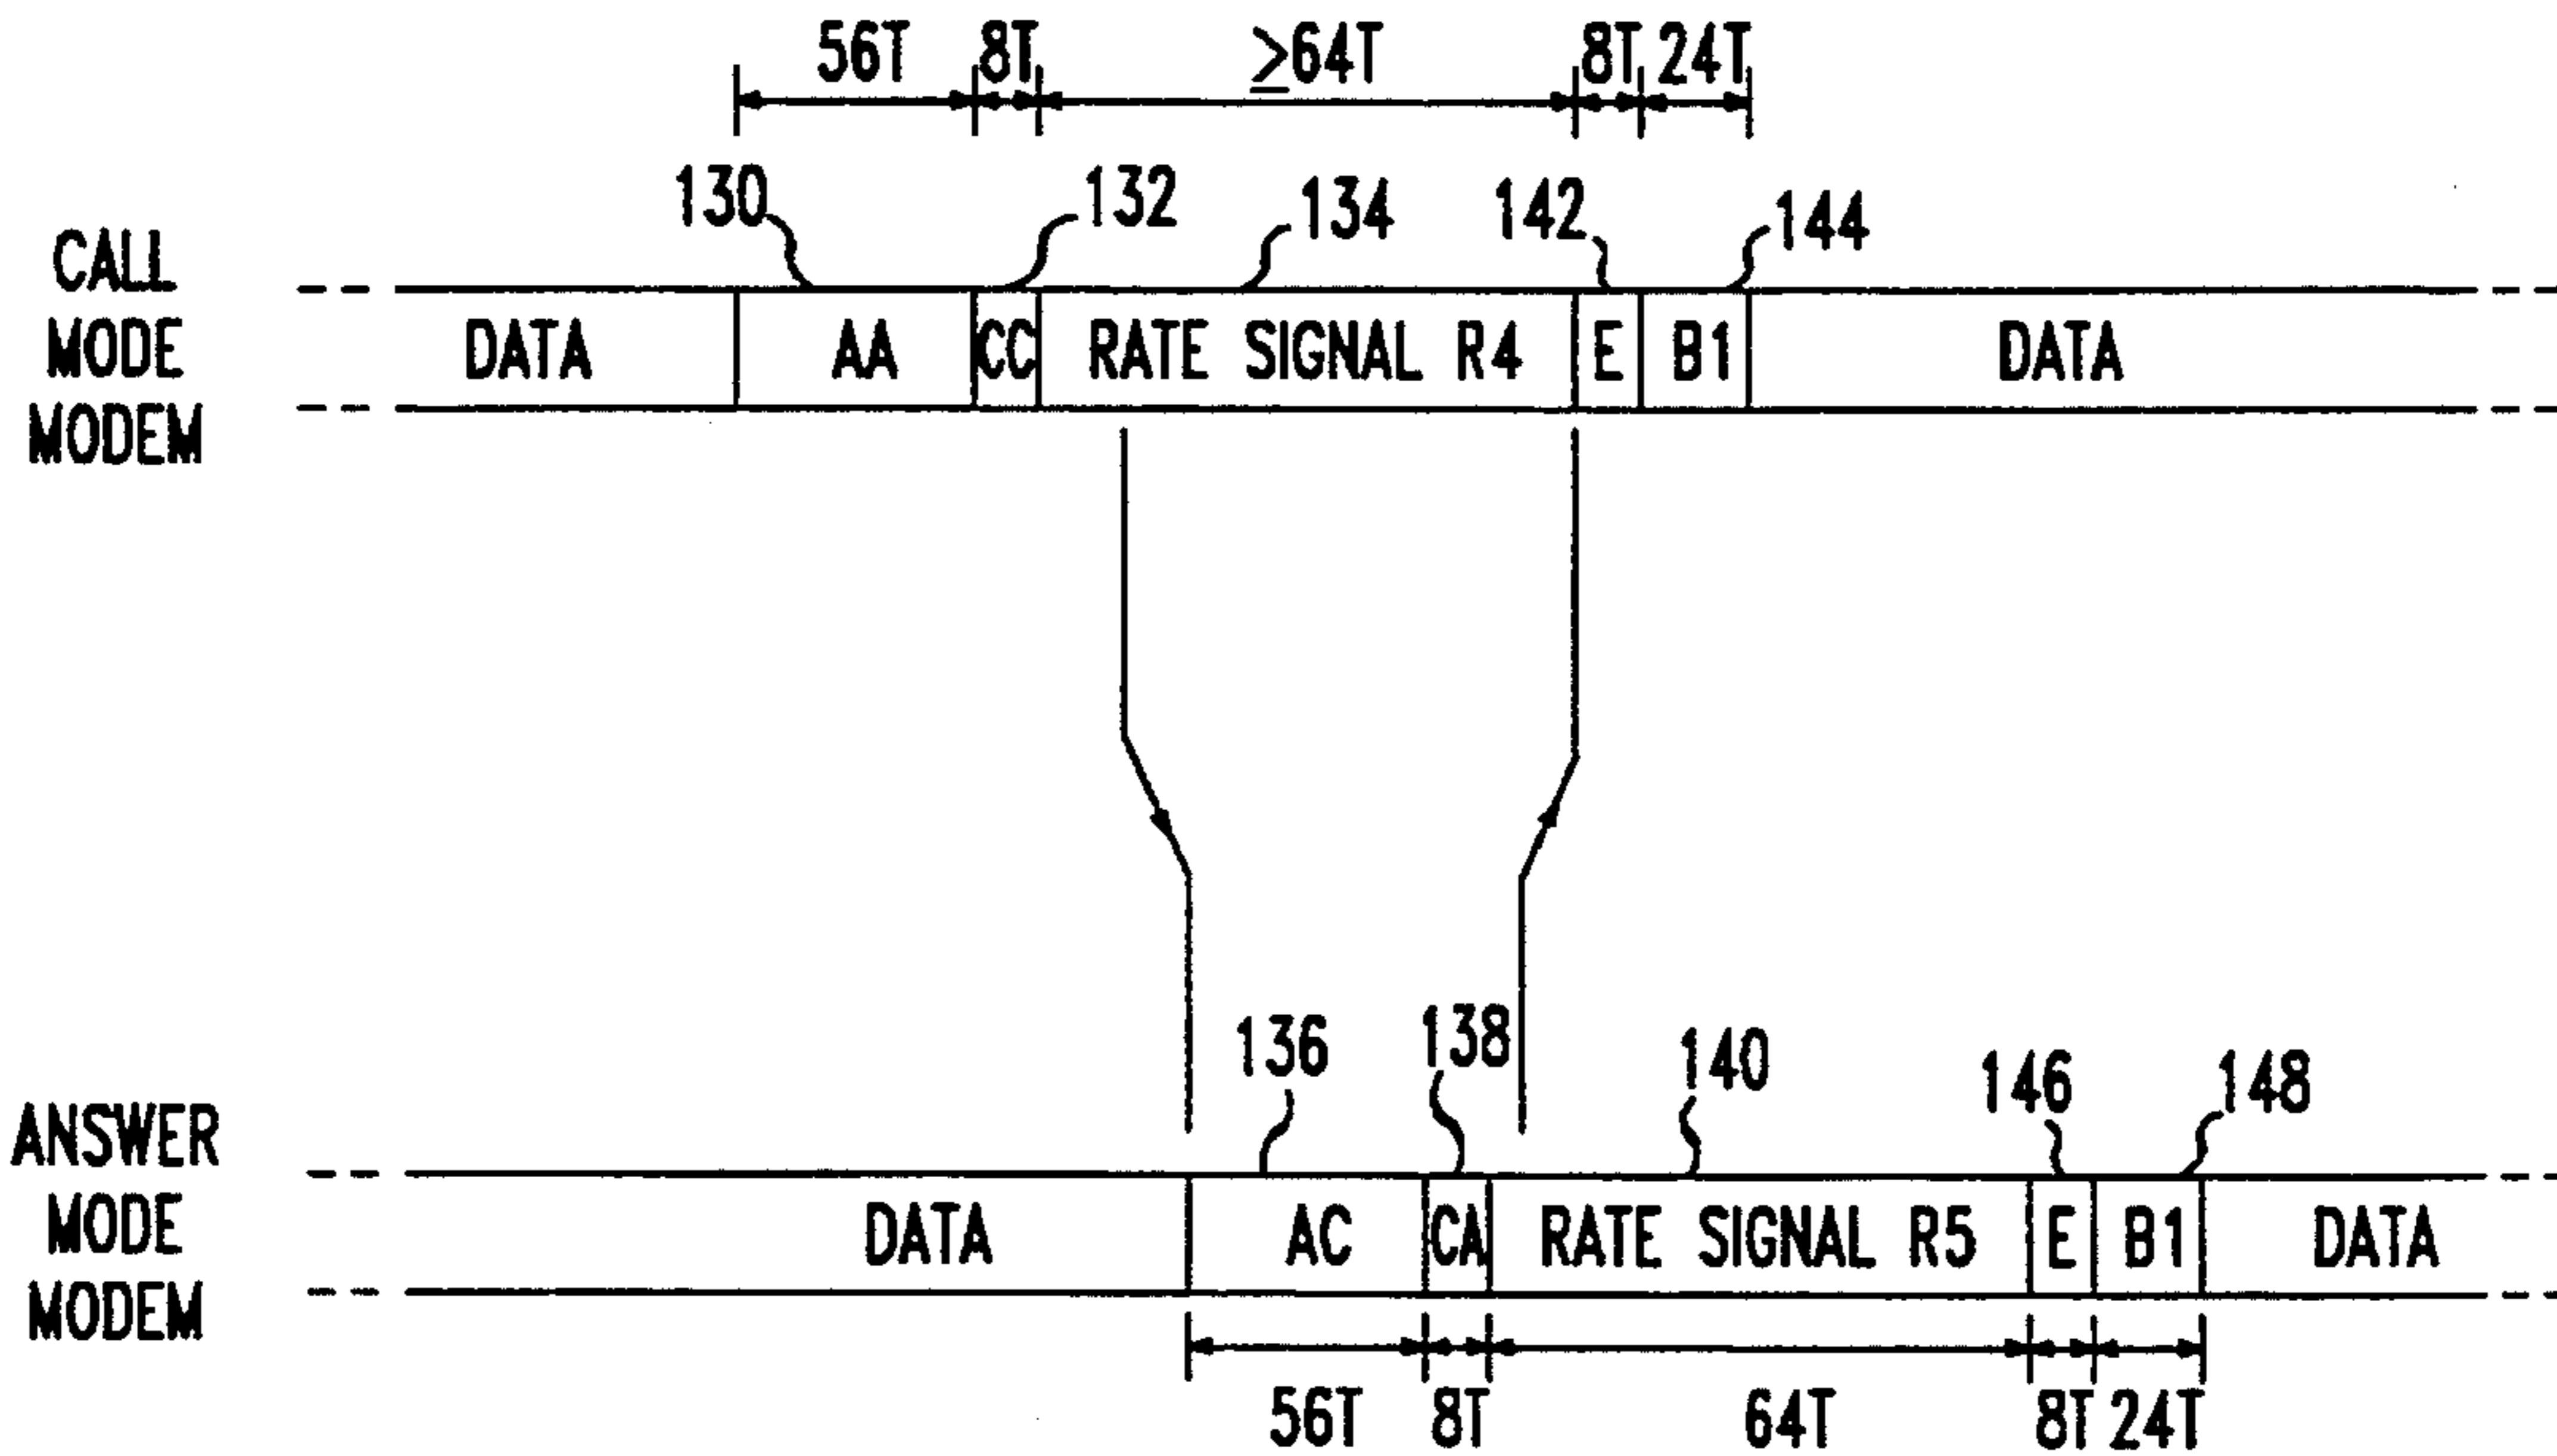 56T 8T ≥64T 8T 24T
130 132 134 142 144
CALL
MODE
MODEM
DATA AA CC RATE SIGNAL R4 E B1 DATA
136 138 140 146 148
ANSWER
MODE
MODEM
DATA AC CA RATE SIGNAL R5 E B1 DATA
56T 8T 64T 8T 24T